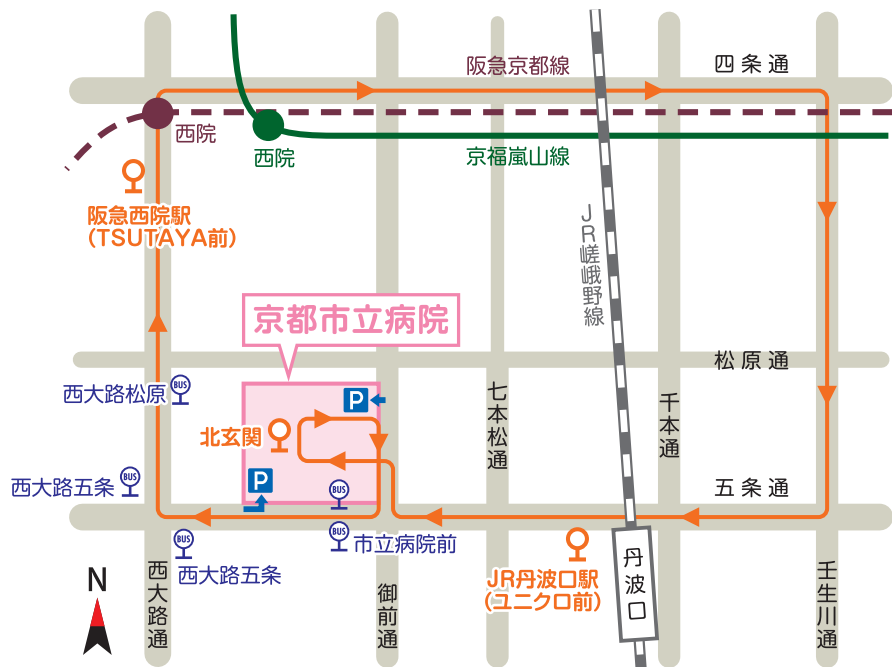 阪急京都線
四条通
西院
西院
京福嵐山線
阪急西院駅
(TSUTAYA前)
JR嵯峨野線
京都市立病院
松原通
西大路松原
BUS
P
七本松通
千本通
北玄関
西大路五条
BUS
P
BUS
五条通
BUS
市立病院前
BUS
西大路五条
JR丹波口駅
(ユニクロ前)
丹波口
N
西大路通
御前通
壬生川通